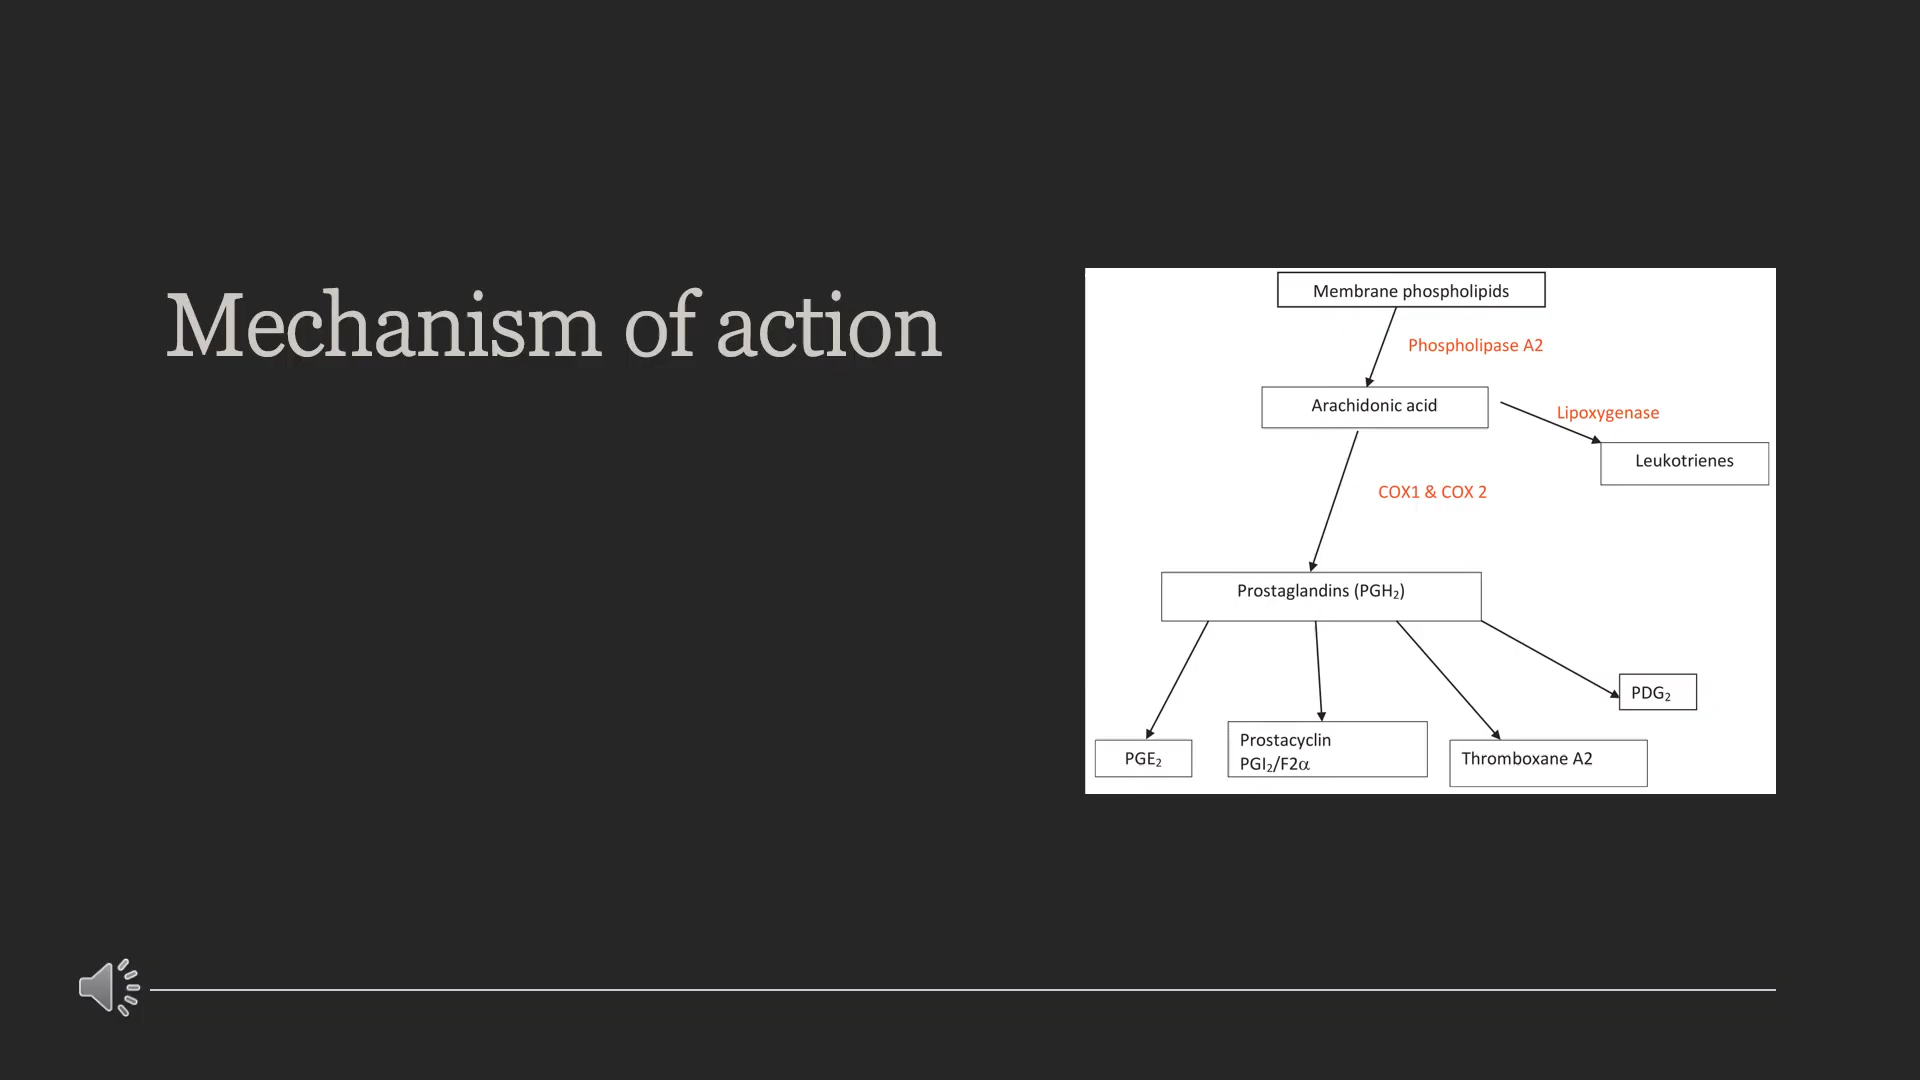 Mechanism of action
Membrane phospholipids
Phospholipase A2
Arachidonic acid
Lipoxygenase
Leukotrienes
COX1 & COX 2
Prostaglandins (PGH₂)
PDG₂
PGE₂
Prostacyclin
PGI₂/F2α
Thromboxane A2